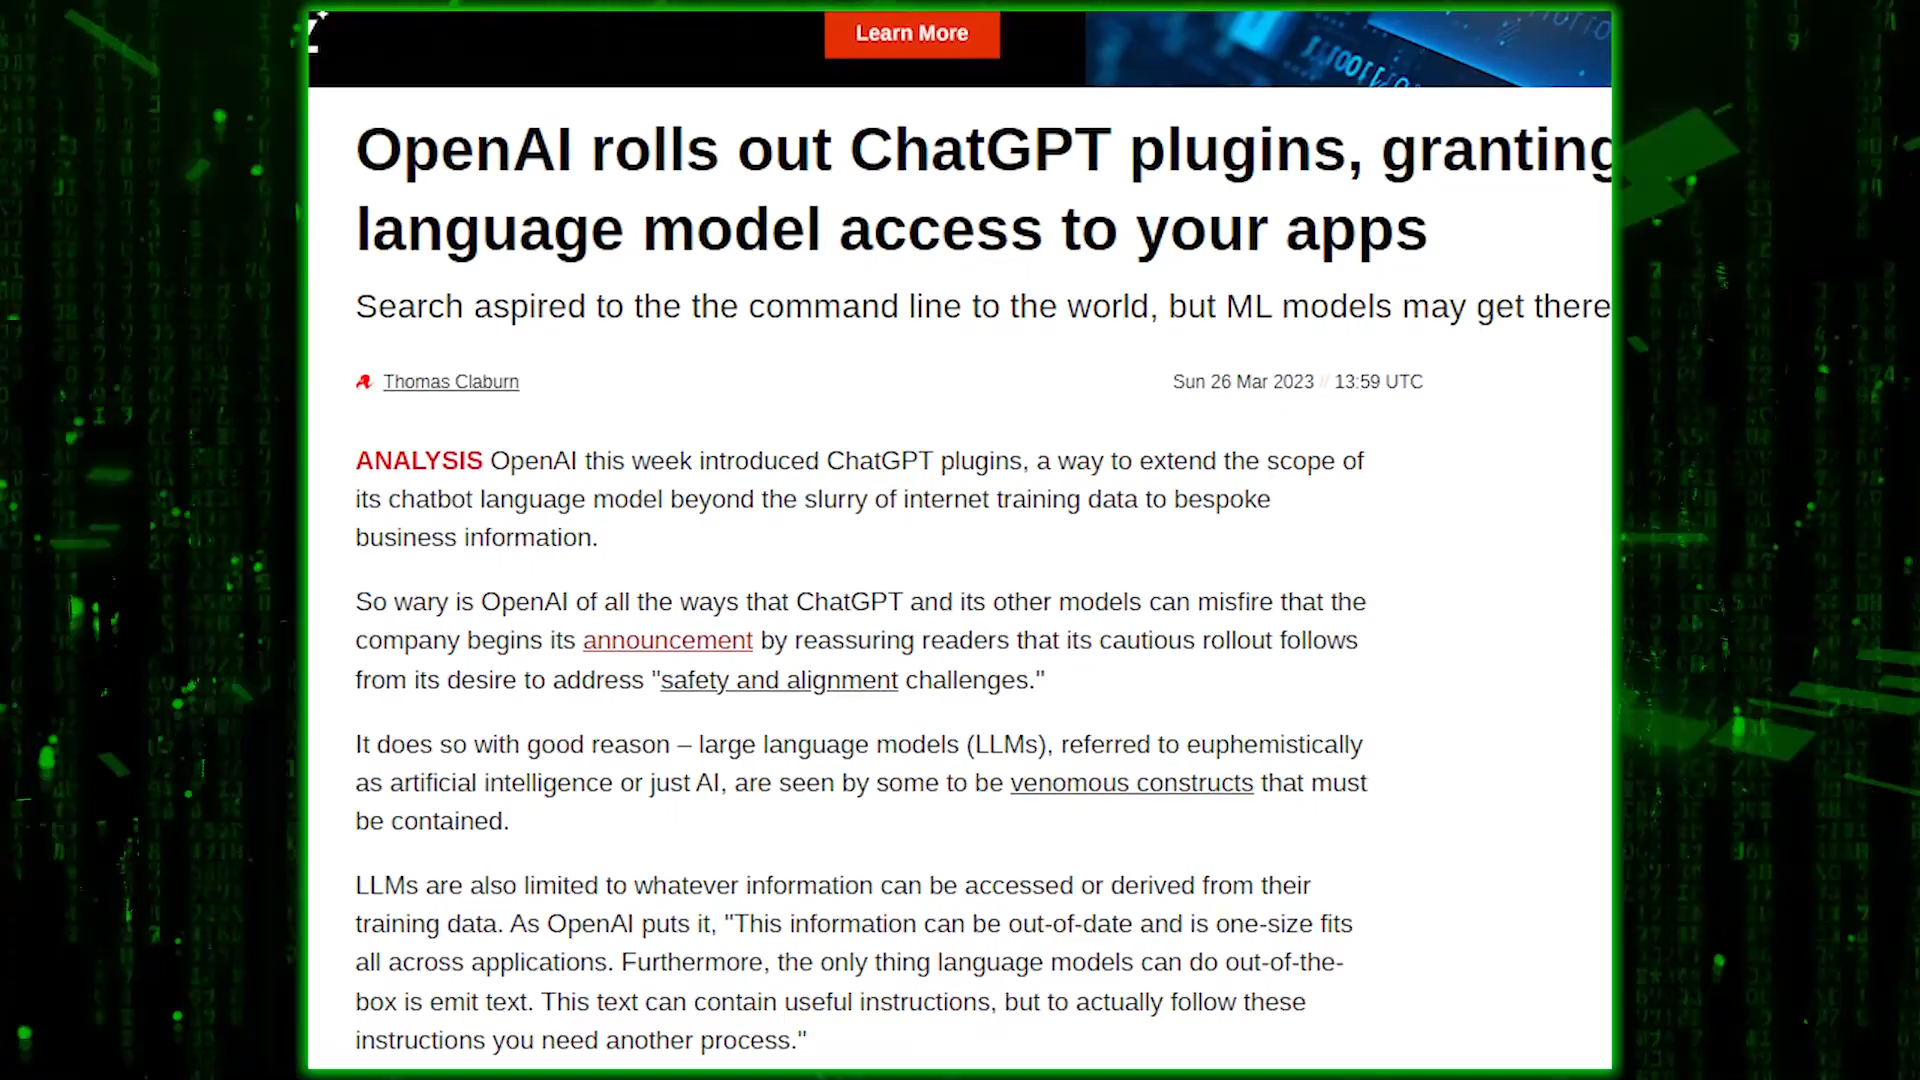 Learn More
OpenAI rolls out ChatGPT plugins, granting
language model access to your apps
Search aspired to the the command line to the world, but ML models may get there
Thomas Claburn
Sun 26 Mar 2023 // 13:59 UTC
ANALYSIS OpenAI this week introduced ChatGPT plugins, a way to extend the scope of
its chatbot language model beyond the slurry of internet training data to bespoke
business information.
So wary is OpenAI of all the ways that ChatGPT and its other models can misfire that the
company begins its announcement by reassuring readers that its cautious rollout follows
from its desire to address "safety and alignment challenges."
It does so with good reason – large language models (LLMs), referred to euphemistically
as artificial intelligence or just AI, are seen by some to be venomous constructs that must
be contained.
LLMs are also limited to whatever information can be accessed or derived from their
training data. As OpenAI puts it, "This information can be out-of-date and is one-size fits
all across applications. Furthermore, the only thing language models can do out-of-the-
box is emit text. This text can contain useful instructions, but to actually follow these
instructions you need another process."